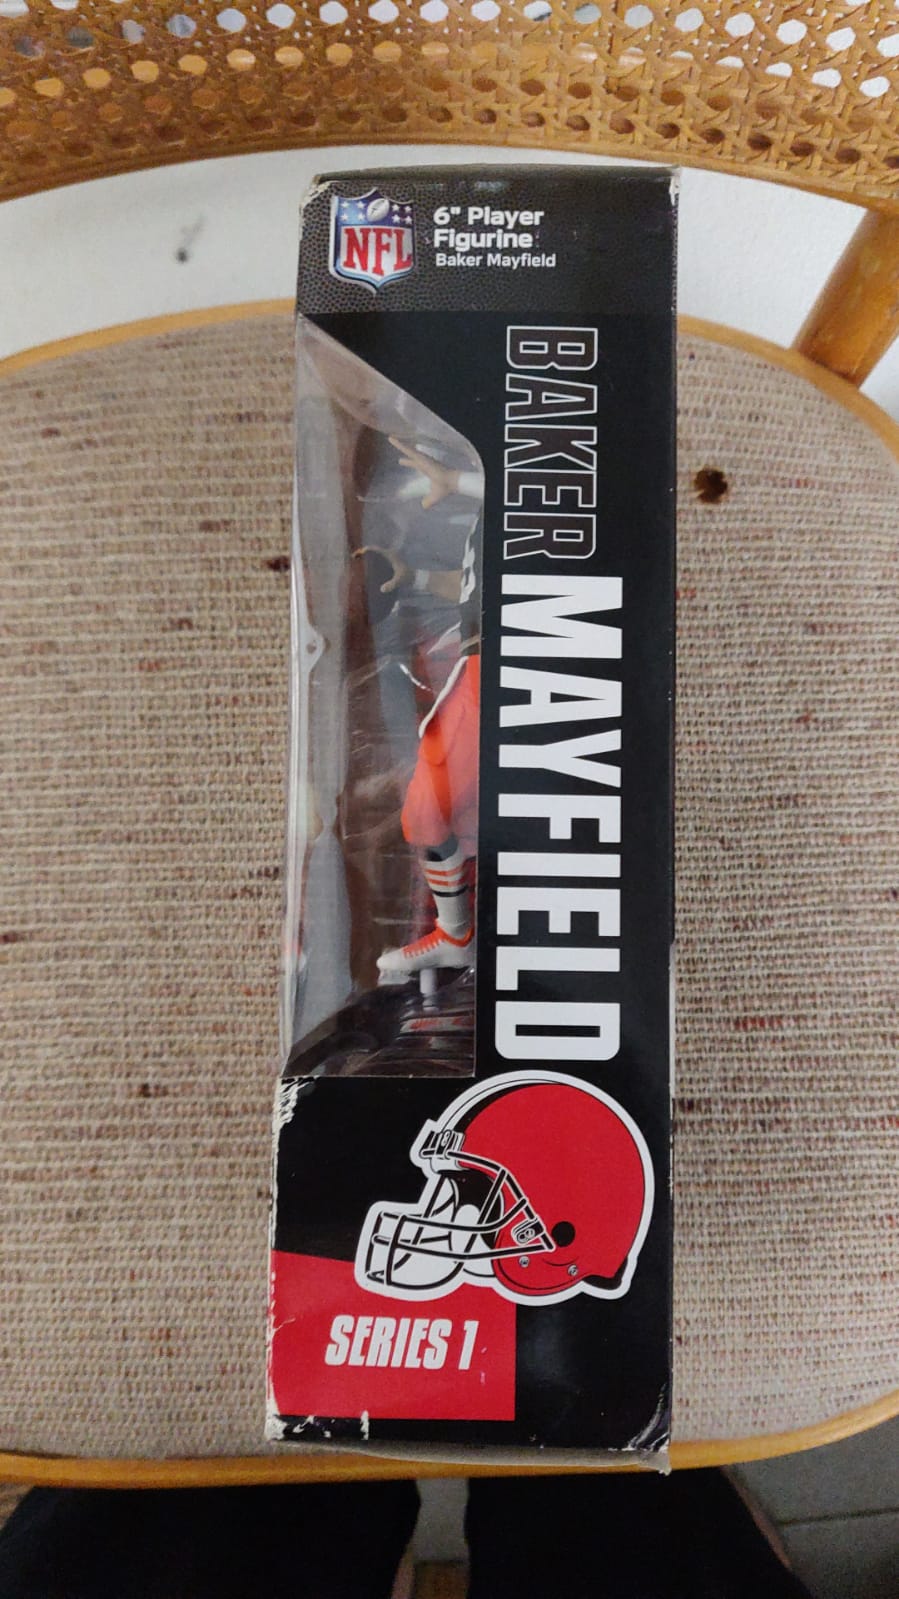 NFL
6" Player
Figurine
Baker Mayfield
BAKER MAYFIELD
SERIES 1